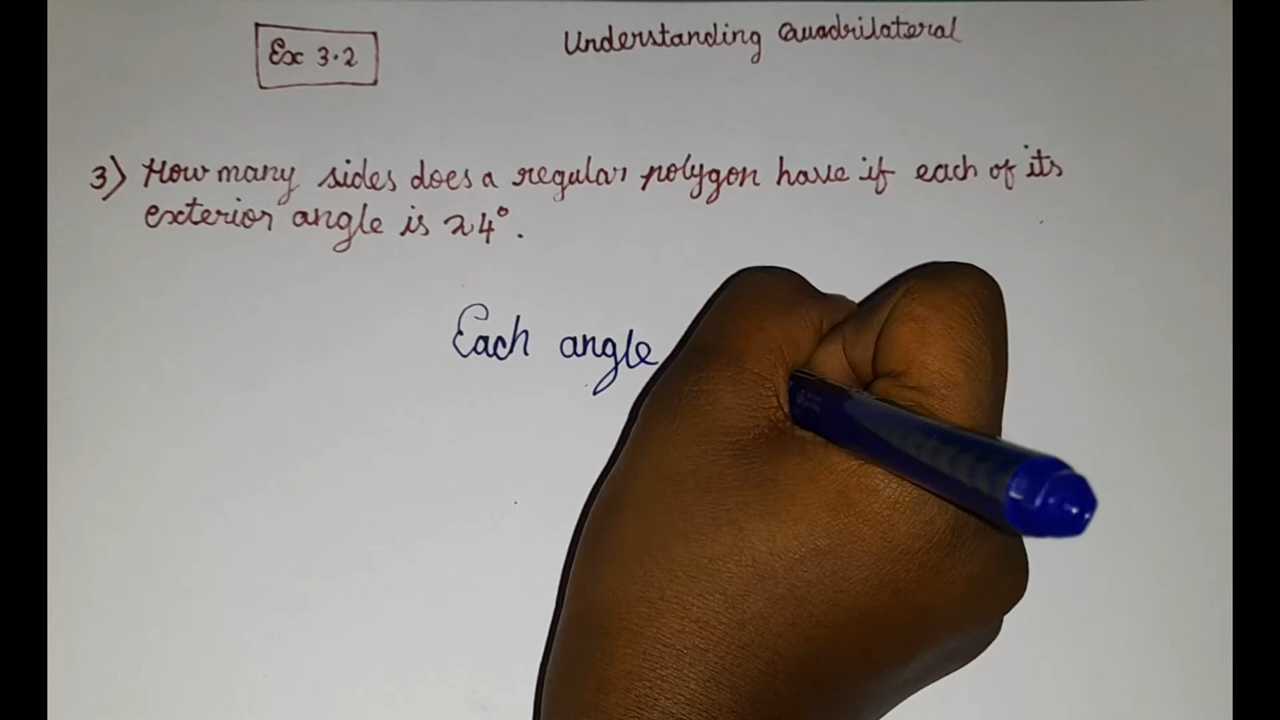 Ex 3.2
Understanding Quadrilateral
3) How many sides does a regular polygon have if each of its
exterior angle is 24°.
Each angle